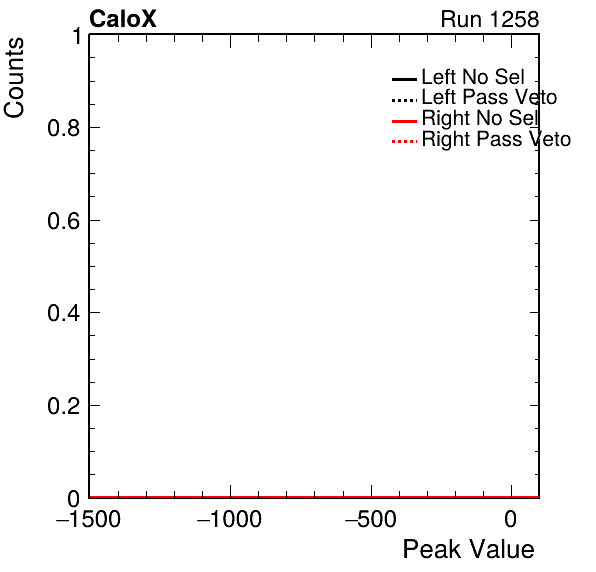 CaloX Run 1258
Counts
1
Left No Sel
Left Pass Veto
Right No Sel
Right Pass Veto
0.8
0.6
0.4
0.2
0
−1500 −1000 −500 0
Peak Value